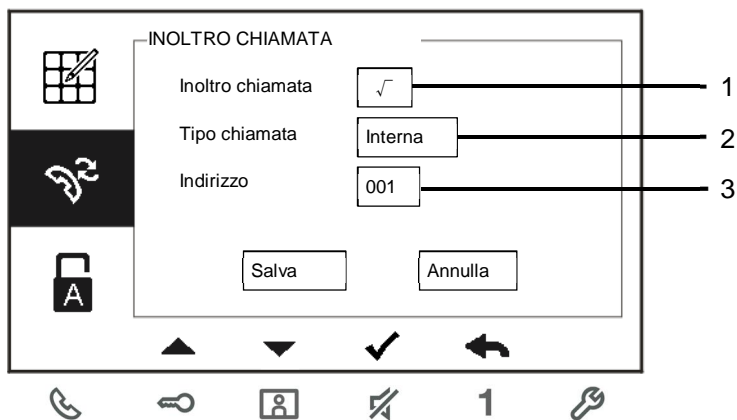 INOLTRO CHIAMATA
Inoltro chiamata √ 1
Tipo chiamata Interna 2
Indirizzo 001 3
Salva Annulla
A
1